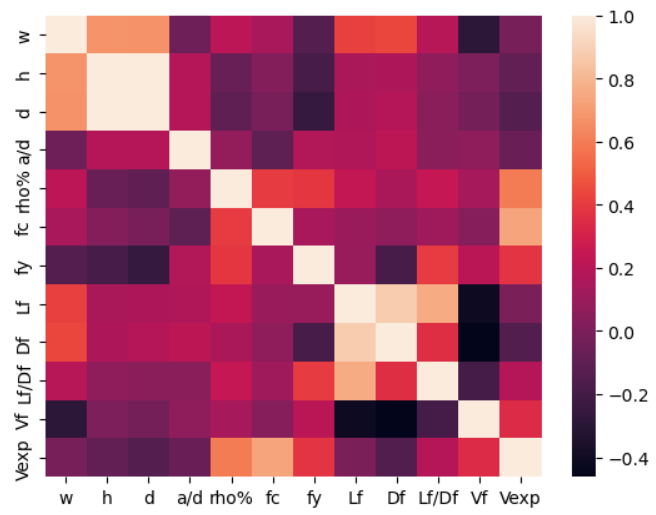 w
h
d
a/d
rho%
fc
fy
Lf
Df
Lf/Df
Vf
Vexp
w h d a/d rho% fc fy Lf Df Lf/Df Vf Vexp
1.0
0.8
0.6
0.4
0.2
0.0
−0.2
−0.4